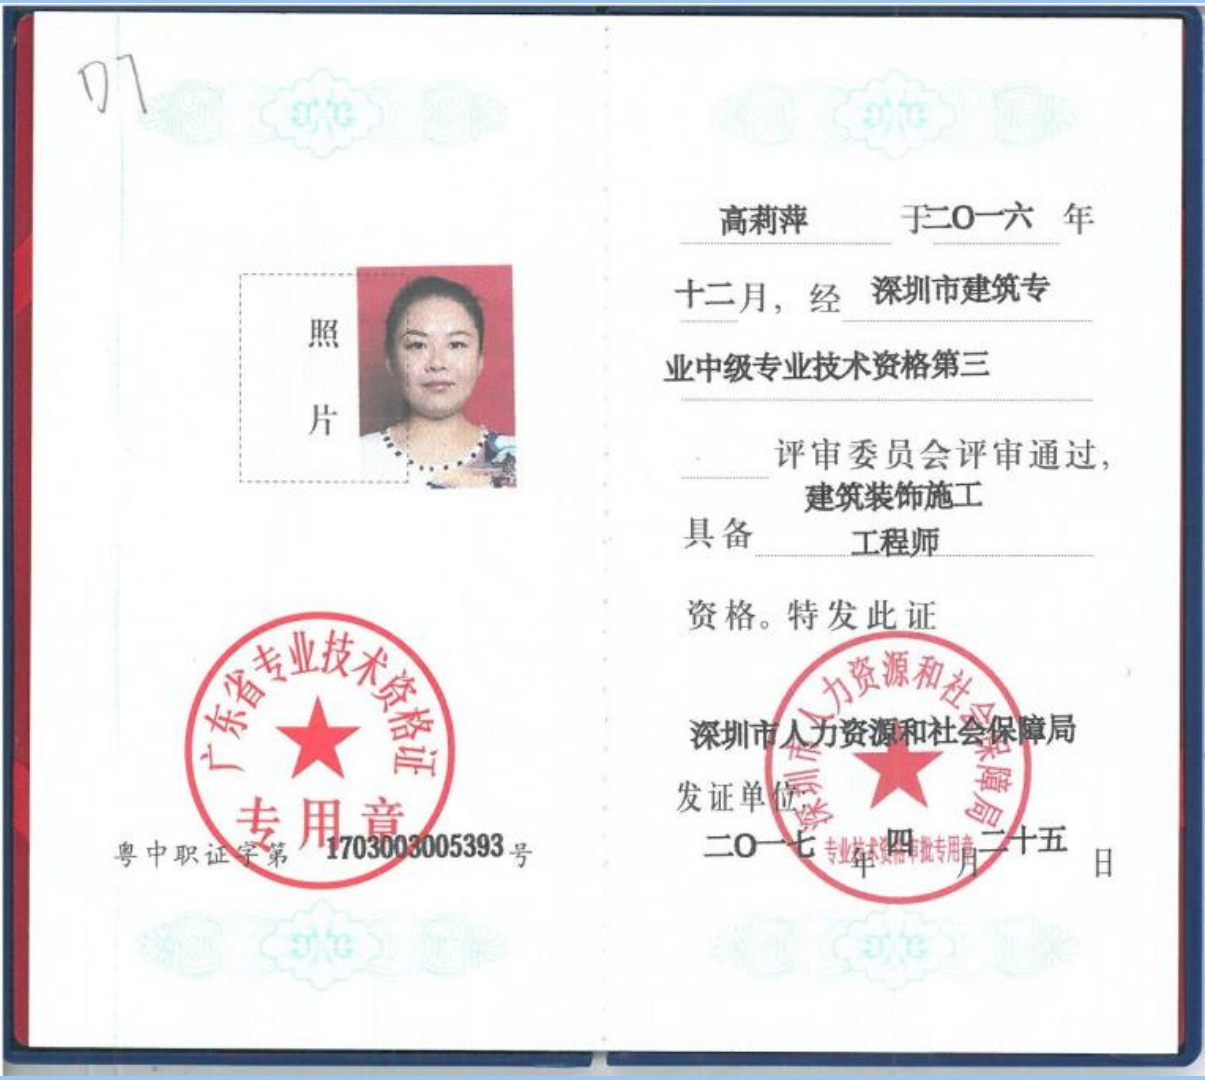 D7
照
片
广东省专业技术资格证
专用章
粤中职证字第 1703003005393 号
高莉萍 于二〇一六 年
十二月，经 深圳市建筑专
业中级专业技术资格第三
评审委员会评审通过，
建筑装饰施工
具备 工程师
资格。特发此证
深圳市人力资源和社会保障局
深圳市人力资源和社会保障局
发证单位：
专业技术资格审批专用章
二〇一七 年 四 月 二十五 日